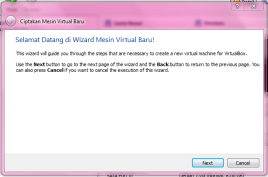 Ciptakan Mesin Virtual Baru
Selamat Datang di Wizard Mesin Virtual Baru!
This wizard will guide you through the steps that are necessary to create a new virtual machine for VirtualBox.
Use the Next button to go to the next page of the wizard and the Back button to return to the previous page. You
can also press Cancel if you want to cancel the execution of this wizard.
Next Cancel